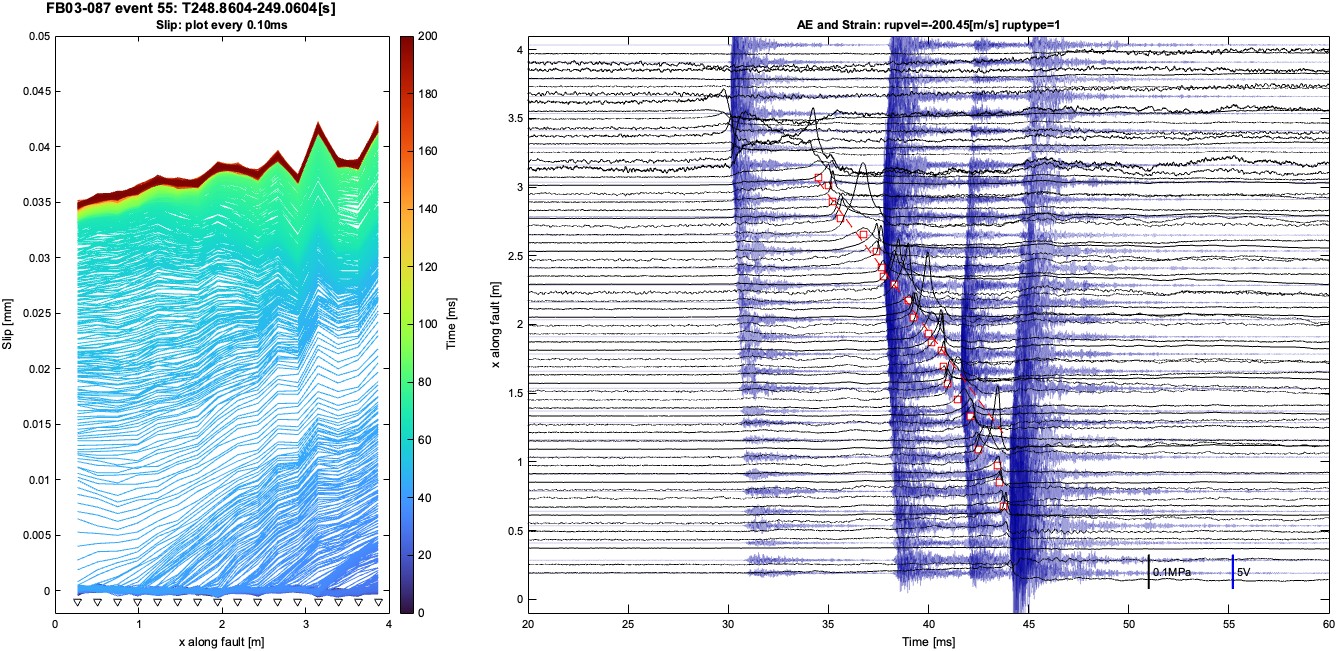 FB03-087 event 55: T248.8604-249.0604[s]
Slip: plot every 0.10ms
0.05
0.045
0.04
0.035
0.03
0.025
0.02
0.015
0.01
0.005
0
Slip [mm]
0 1 2 3 4
x along fault [m]
200
180
160
140
120
100
80
60
40
20
0
Time [ms]
AE and Strain: rupvel=-200.45[m/s] ruptype=1
4
3.5
3
2.5
2
1.5
1
0.5
0
x along fault [m]
0.1MPa 5V
20 25 30 35 40 45 50 55 60
Time [ms]